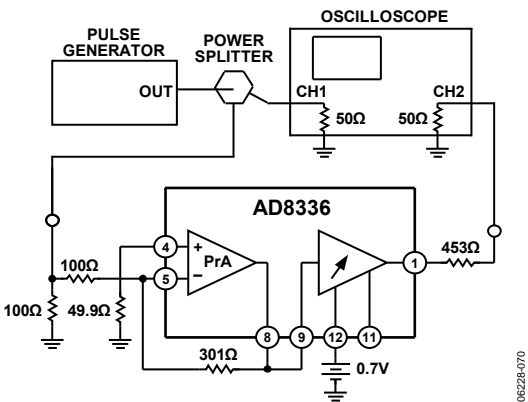 OSCILLOSCOPE
PULSE
GENERATOR
POWER
SPLITTER
OUT
CH1
CH2
50Ω
50Ω
AD8336
4
+
PrA
5
−
1
453Ω
100Ω
100Ω
49.9Ω
8
9
12
11
301Ω
0.7V
06228-070